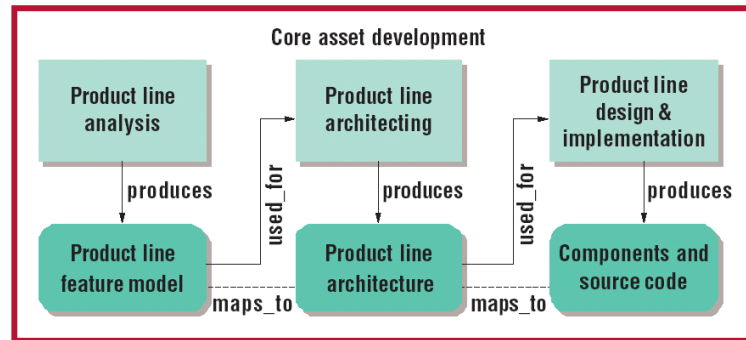 Core asset development
Product line
analysis
Product line
architecting
Product line
design &
implementation
produces
used_for
produces
used_for
produces
Product line
feature model
Product line
architecture
Components and
source code
maps_to
maps_to